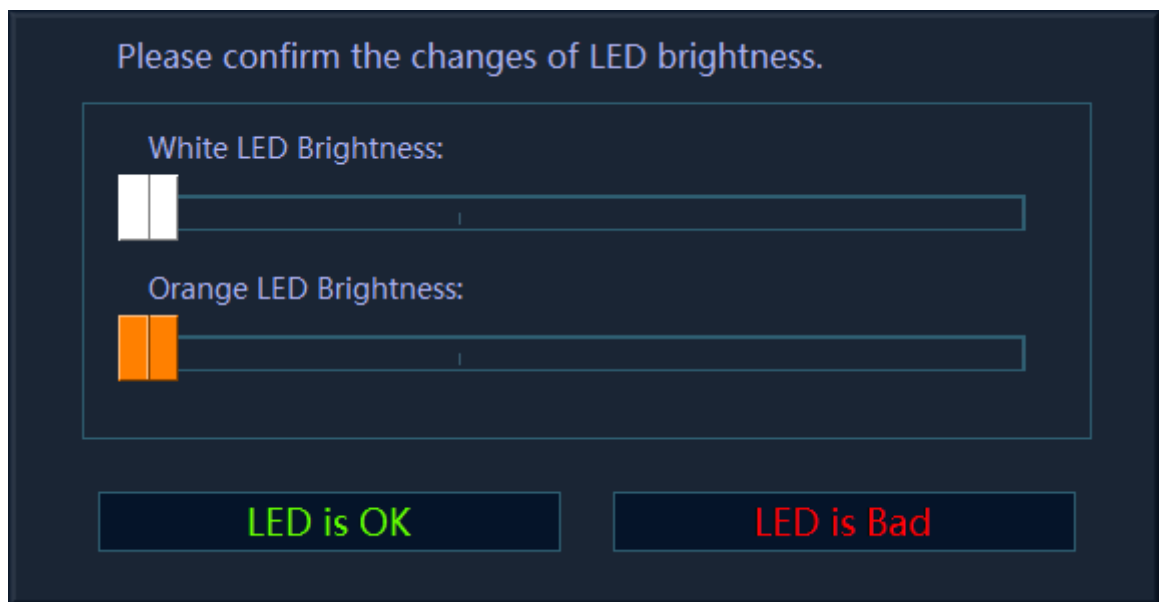 Please confirm the changes of LED brightness.
White LED Brightness:
Orange LED Brightness:
LED is OK
LED is Bad